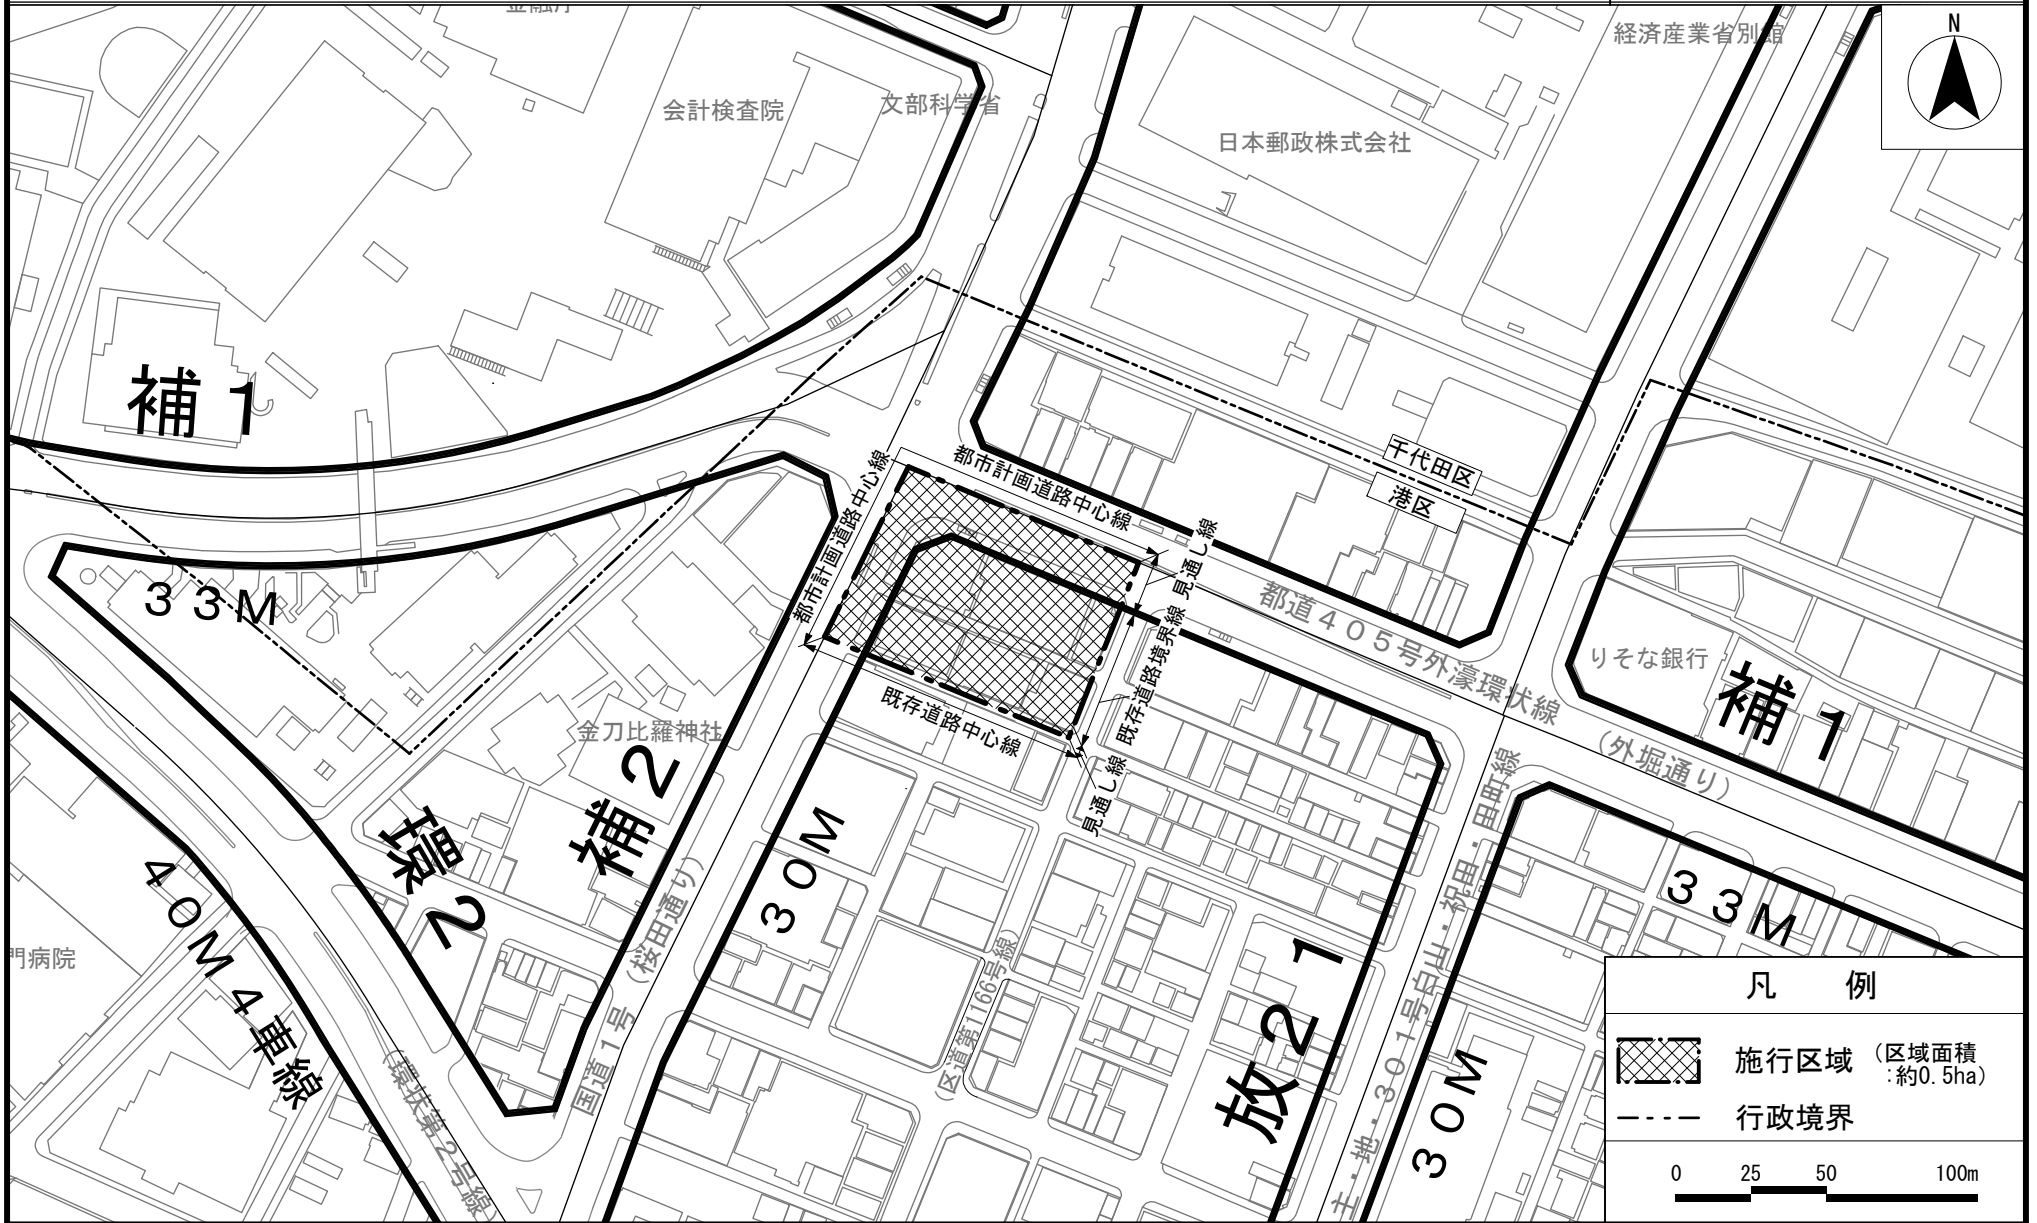 金融庁
経済産業省別館
N
会計検査院
文部科学省
日本郵政株式会社
補1
千代田区
港区
都市計画道路中心線
都市計画道路中心線
見通し線
既存道路境界線
都道405号外濠環状線
(外堀通り)
りそな銀行
補1
33M
既存道路中心線
見通し線
金刀比羅神社
補2
環2
30M
40M4車線
門病院
国道1号(桜田通り)
(環状第2号線)
(区道第1166号線)
放21
主・地・301号白山・祝田・田町線
30M
33M
凡例
施行区域
(区域面積
:約0.5ha)
行政境界
0 25 50 100m